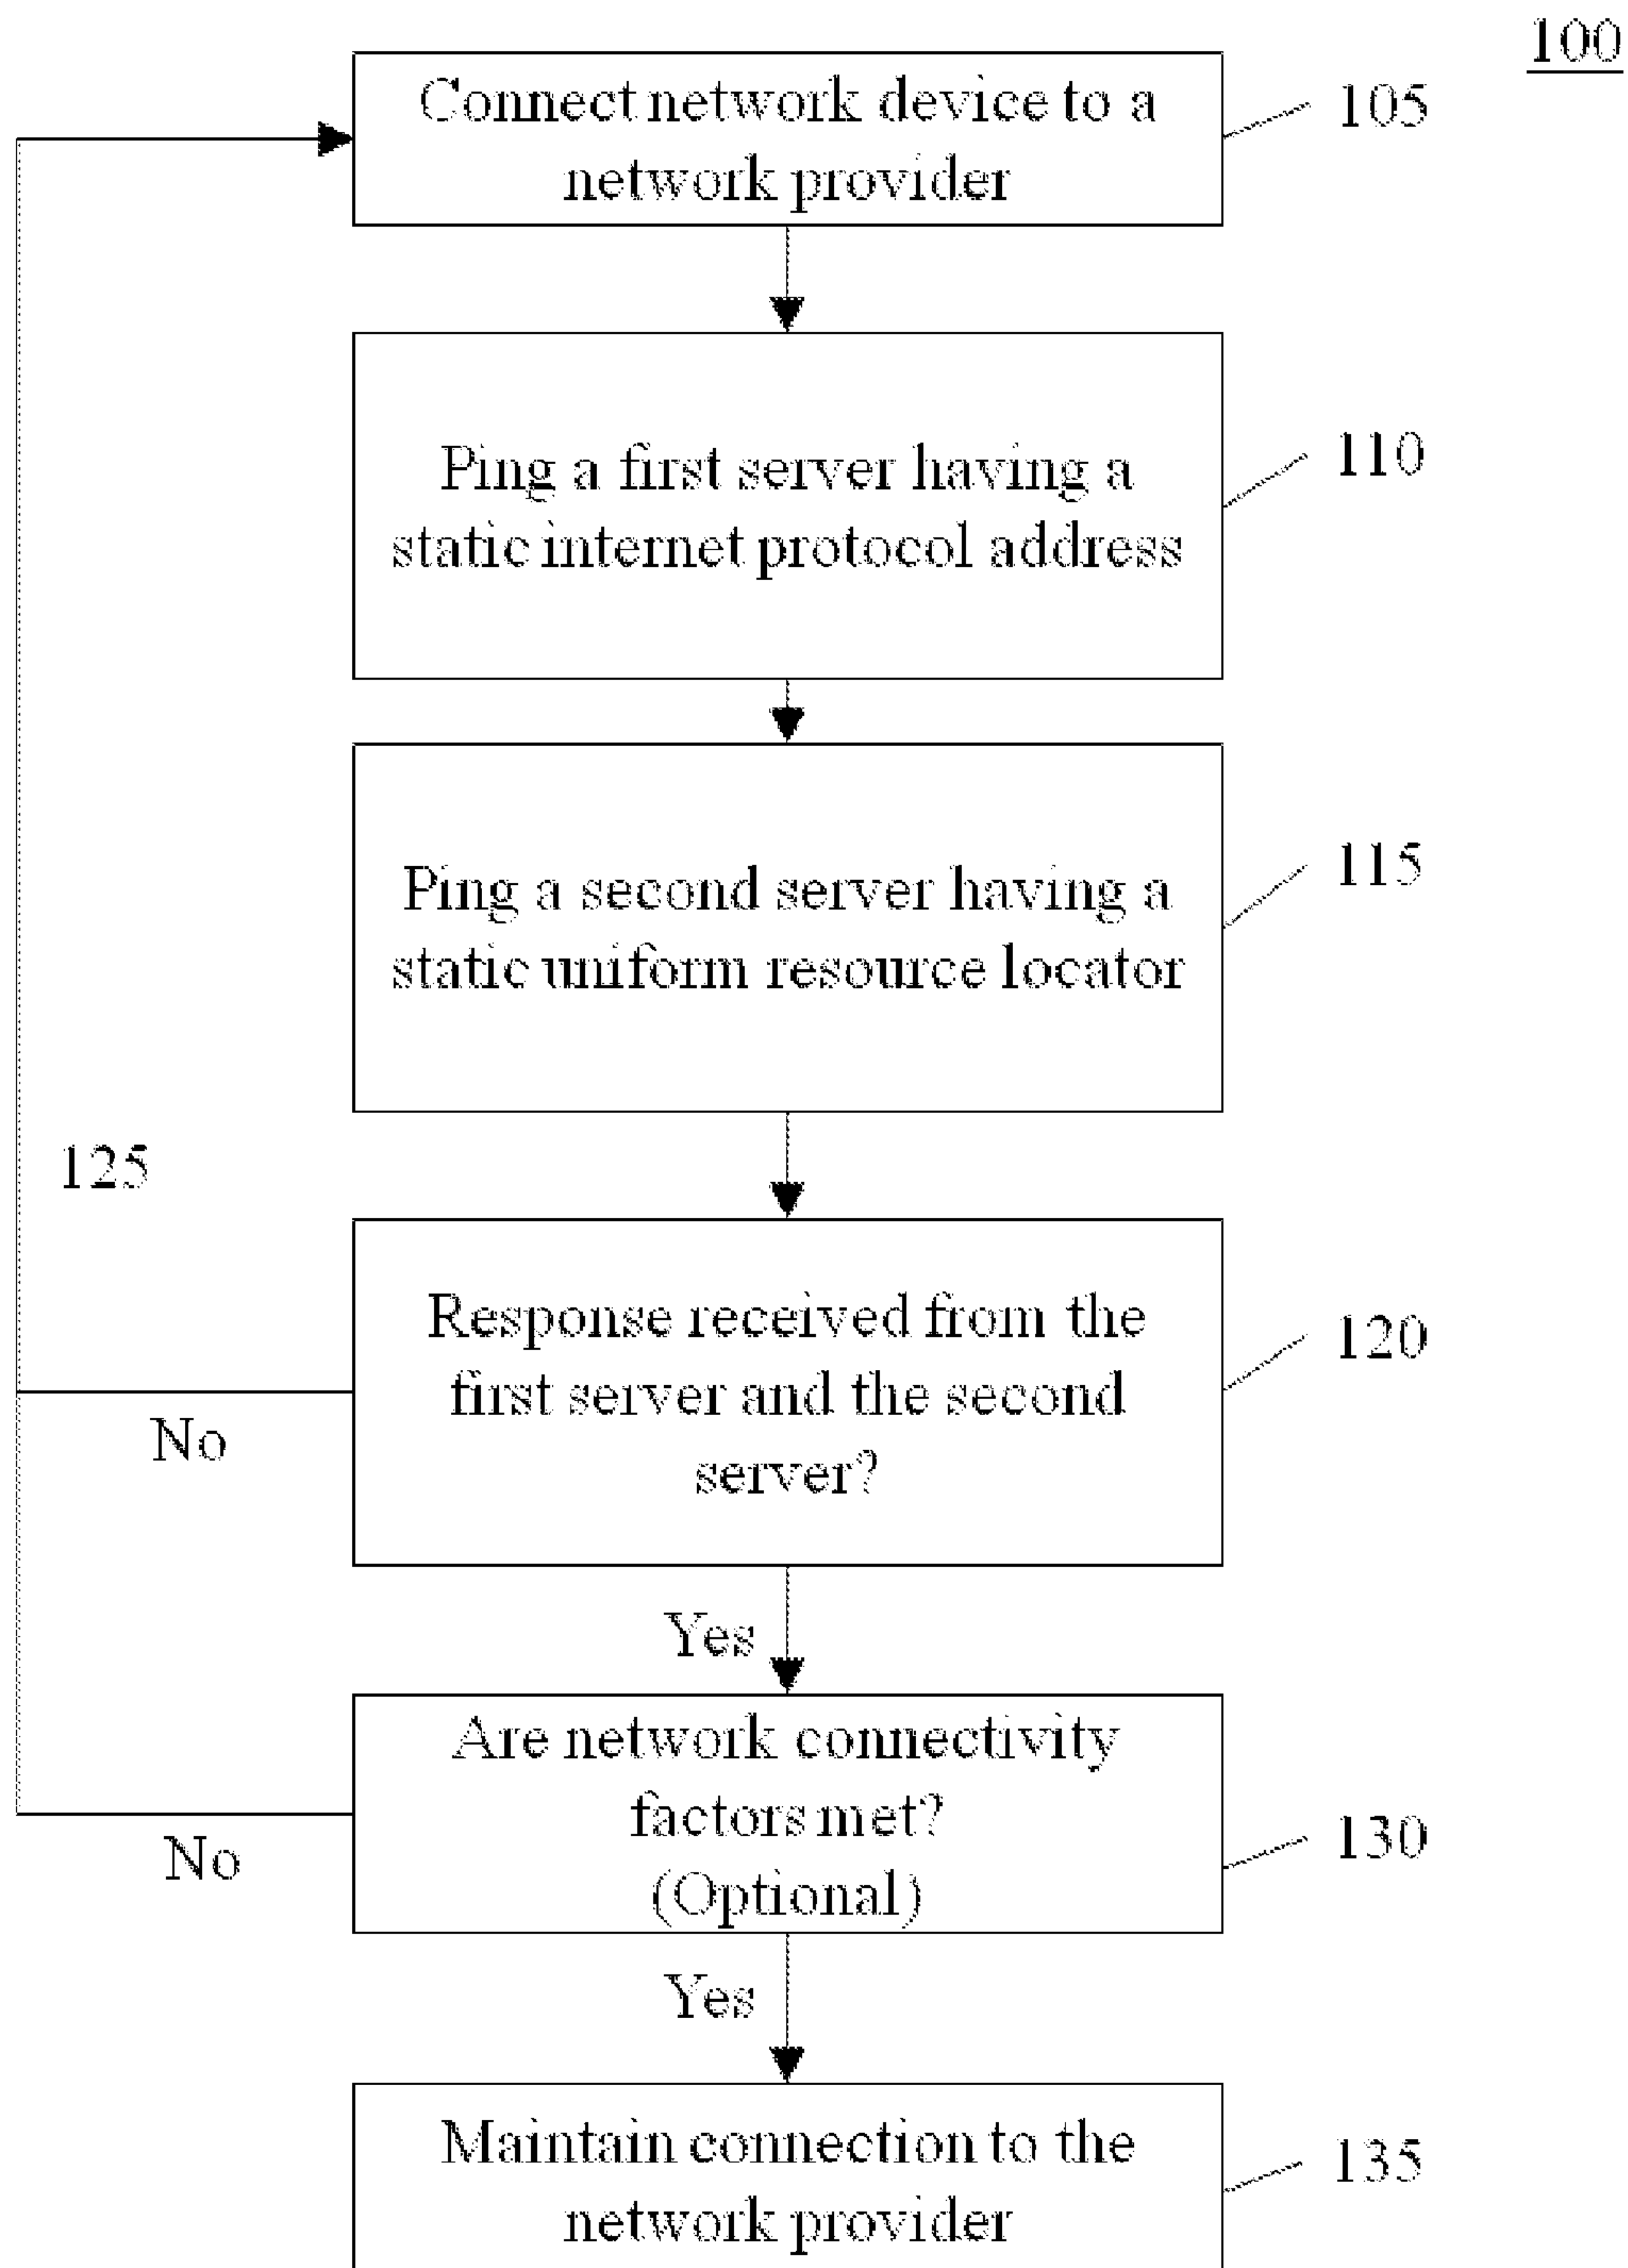 100
Connect network device to a
network provider
105
Ping a first server having a
static internet protocol address
110
Ping a second server having a
static uniform resource locator
115
125
Response received from the
first server and the second
server?
120
No
Yes
Are network connectivity
factors met?
(Optional)
130
No
Yes
Maintain connection to the
network provider
135